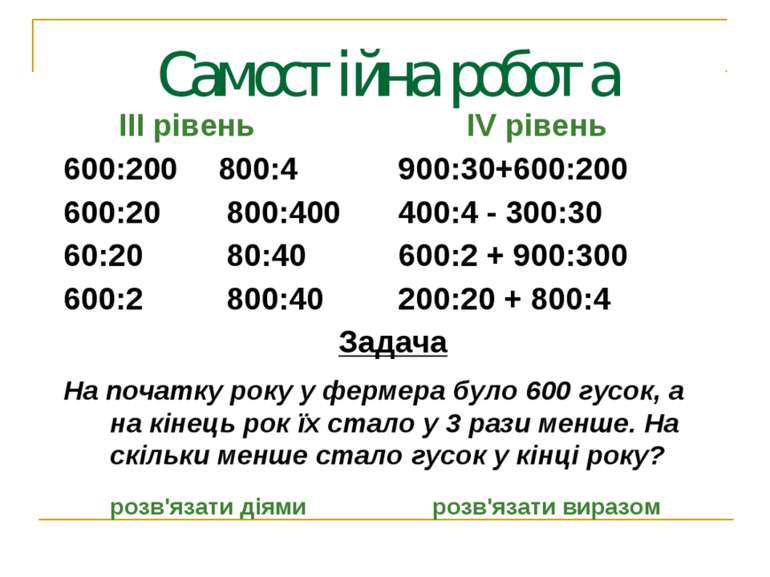 Самостійна робота
III рівень IV рівень
600:200 800:4 900:30+600:200
600:20 800:400 400:4 - 300:30
60:20 80:40 600:2 + 900:300
600:2 800:40 200:20 + 800:4
Задача
На початку року у фермера було 600 гусок, а
на кінець рок їх стало у 3 рази менше. На
скільки менше стало гусок у кінці року?
розв'язати діями розв'язати виразом